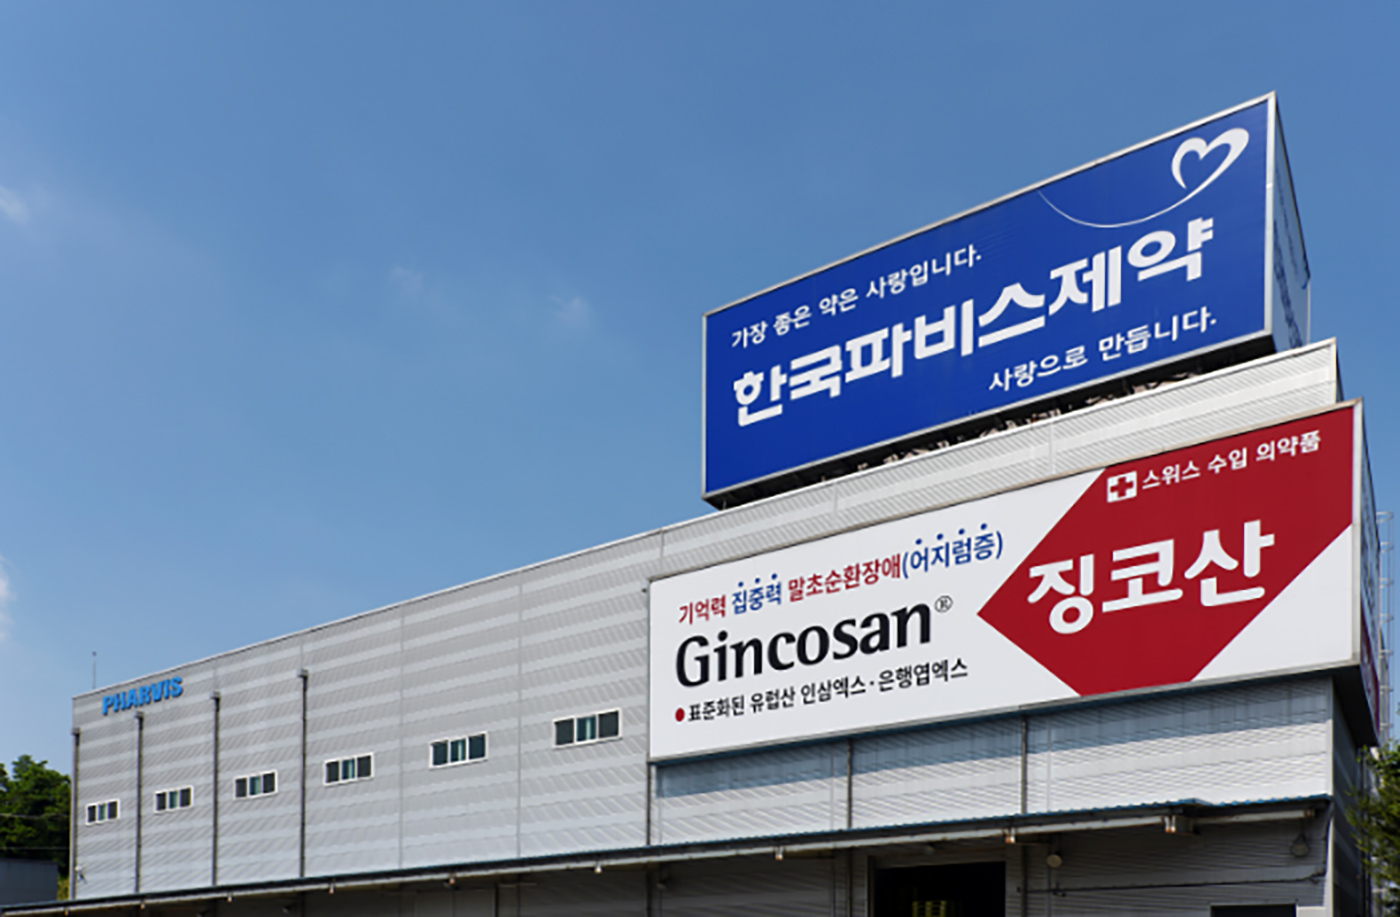 가장 좋은 약은 사랑입니다.
한국파비스제약
사랑으로 만듭니다.
스위스 수입 의약품
징코산
기억력 집중력 말초순환장애(어지럼증)
Gincosan®
표준화된 유럽산 인삼엑스·은행엽엑스
PHARVIS